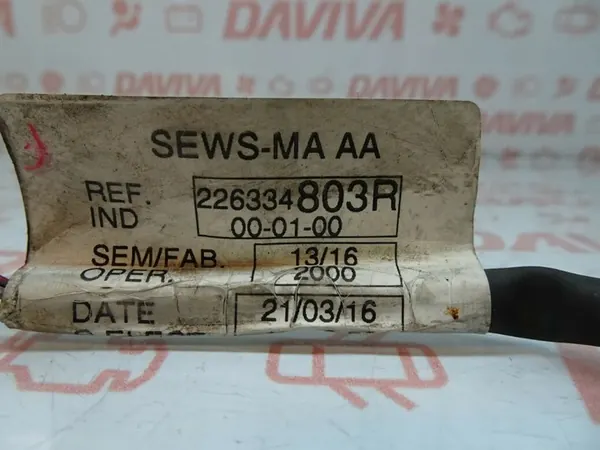 DAVIVA DAVIVA
SEWS-MA AA
REF. 226334803R
IND 00-01-00
SEM/FAB. 13/16
OPER. 2000
DATE 21/03/16